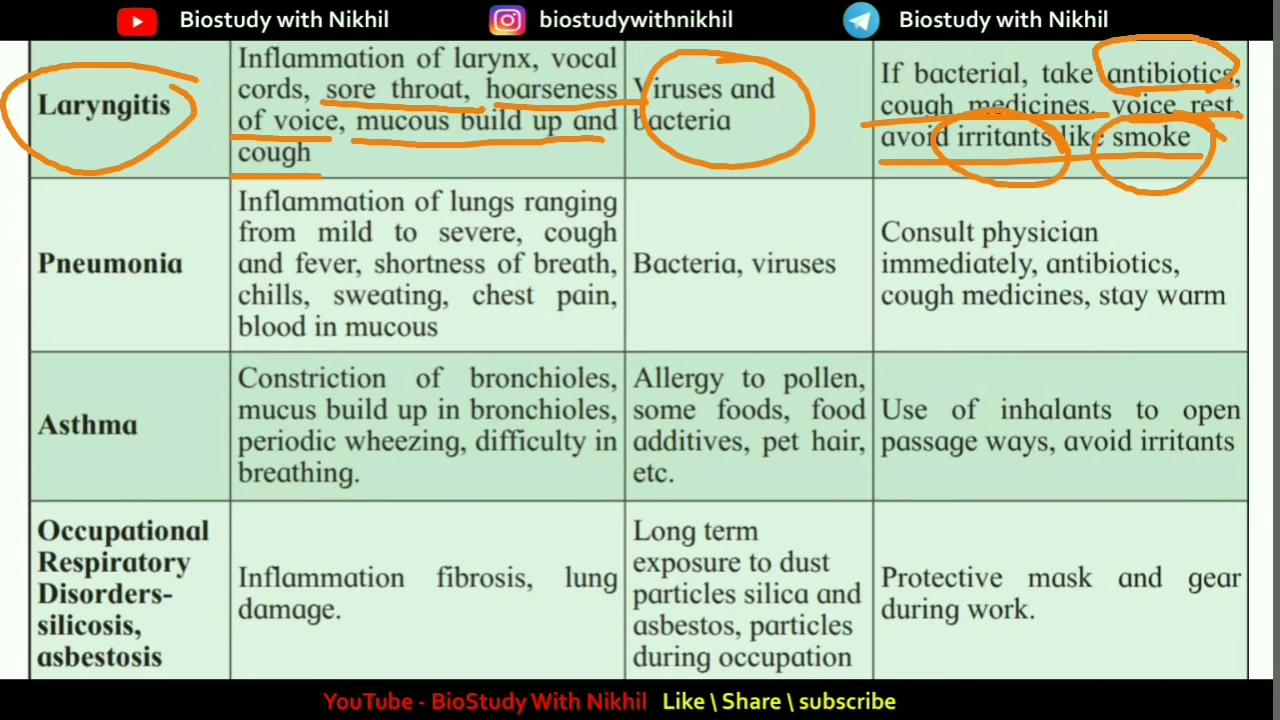 Biostudy with Nikhil biostudywithnikhil Biostudy with Nikhil
Laryngitis
Inflammation of larynx, vocal
cords, sore throat, hoarseness
of voice, mucous build up and
cough
Viruses and
bacteria
If bacterial, take antibiotics,
cough medicines, voice rest,
avoid irritants like smoke
Pneumonia
Inflammation of lungs ranging
from mild to severe, cough
and fever, shortness of breath,
chills, sweating, chest pain,
blood in mucous
Bacteria, viruses
Consult physician
immediately, antibiotics,
cough medicines, stay warm
Asthma
Constriction of bronchioles,
mucus build up in bronchioles,
periodic wheezing, difficulty in
breathing.
Allergy to pollen,
some foods, food
additives, pet hair,
etc.
Use of inhalants to open
passage ways, avoid irritants
Occupational
Respiratory
Disorders-
silicosis,
asbestosis
Inflammation fibrosis, lung
damage.
Long term
exposure to dust
particles silica and
asbestos, particles
during occupation
Protective mask and gear
during work.
YouTube - BioStudy With Nikhil Like \ Share \ subscribe